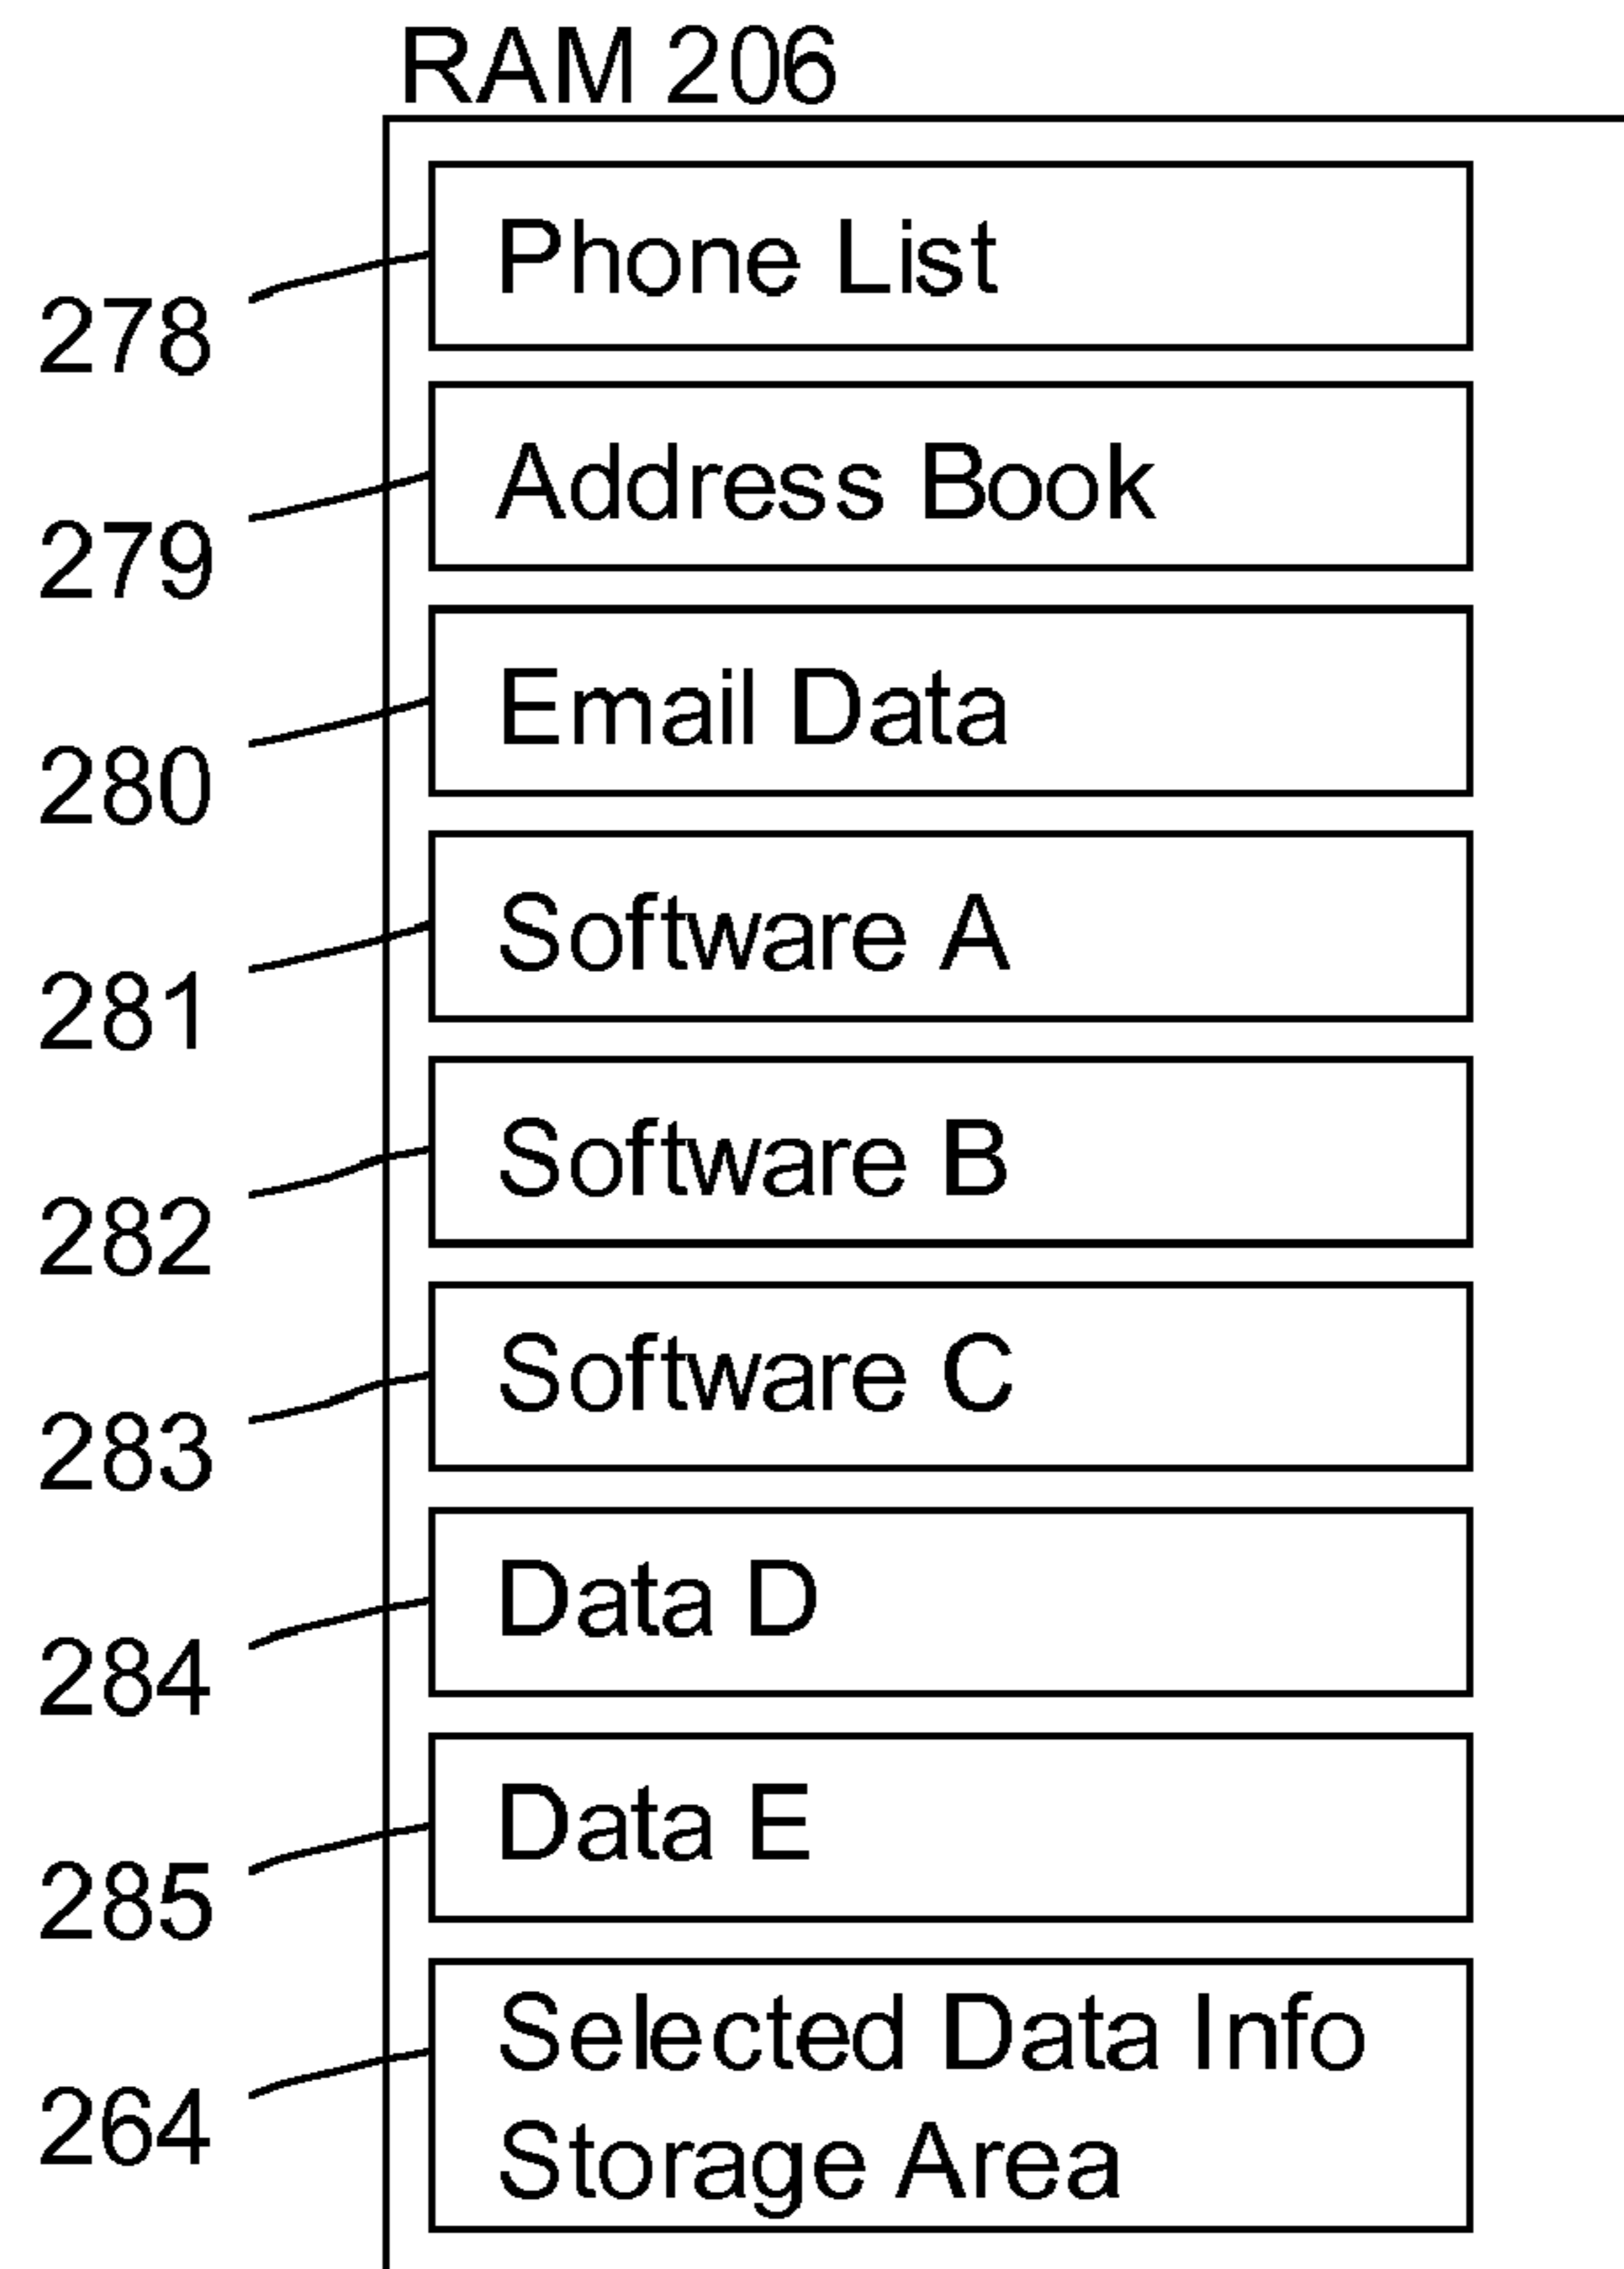 RAM 206
Phone List
278
Address Book
279
Email Data
280
Software A
281
Software B
282
Software C
283
Data D
284
Data E
285
Selected Data Info
Storage Area
264